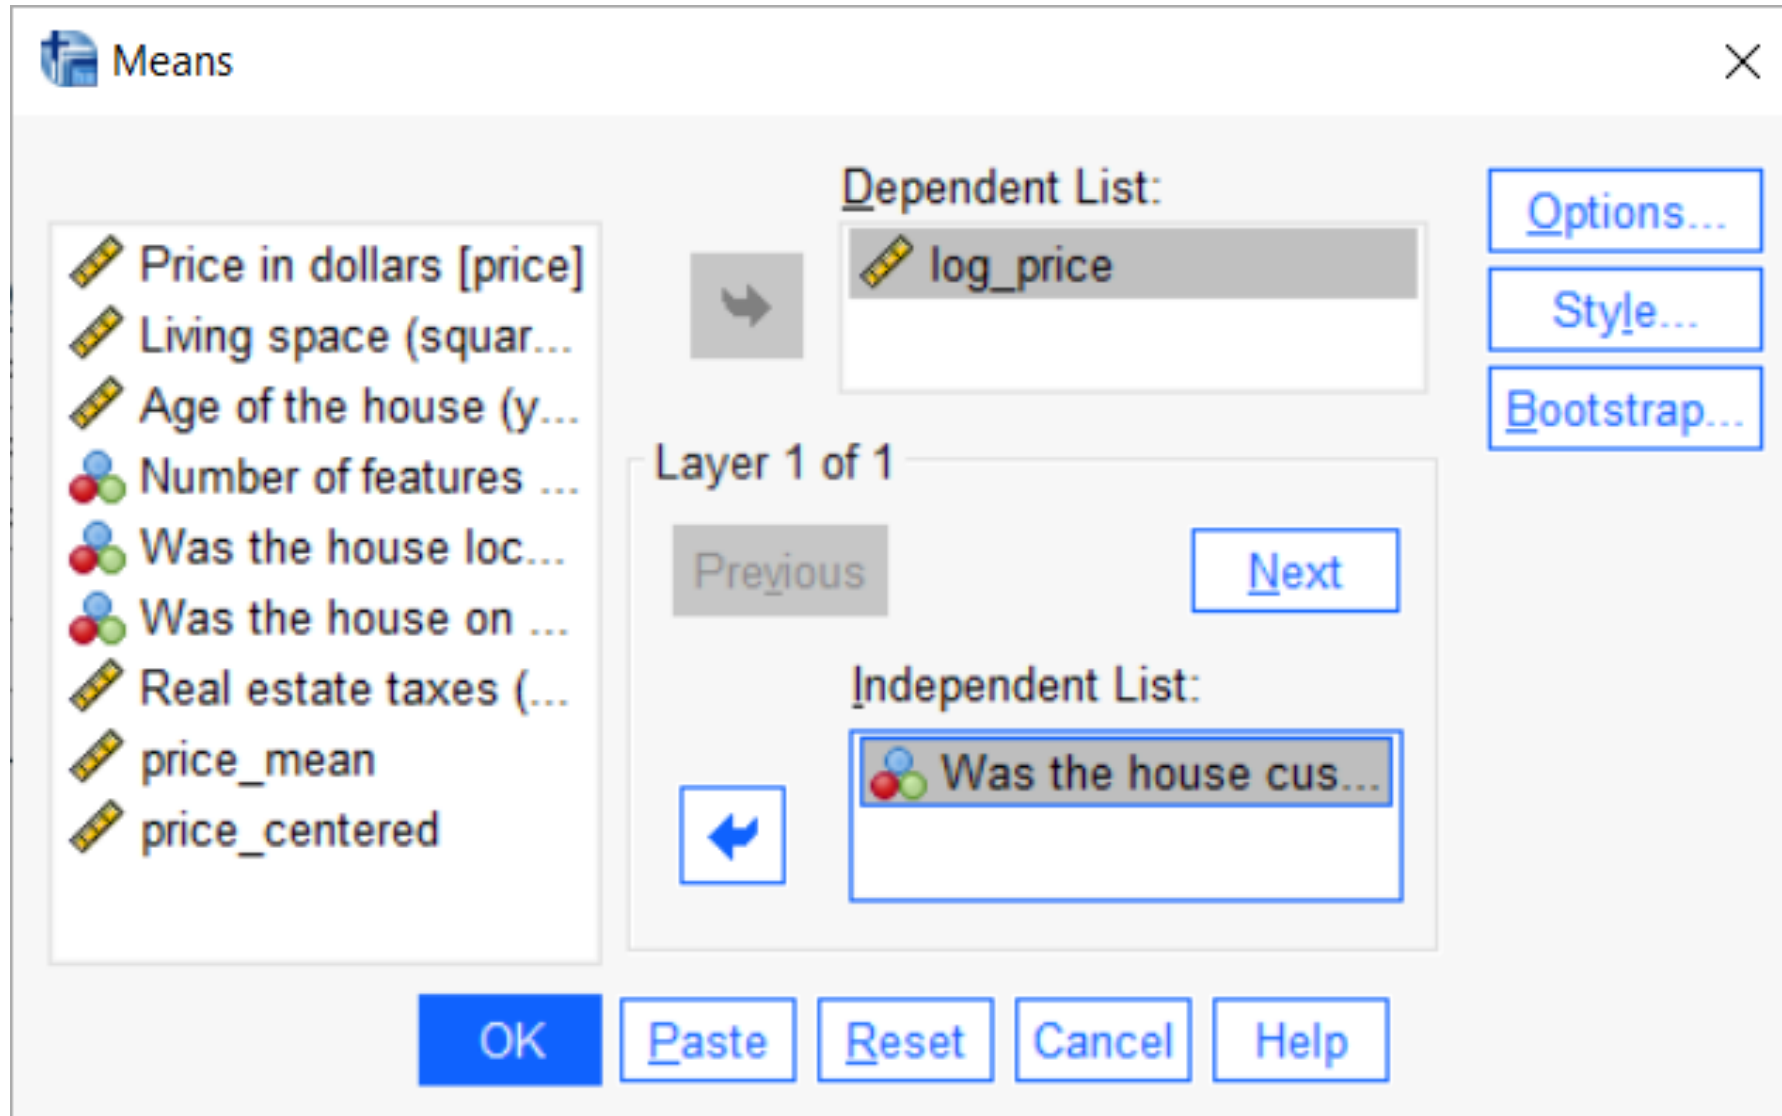 Means
Price in dollars [price]
Living space (squar...
Age of the house (y...
Number of features ...
Was the house loc...
Was the house on ...
Real estate taxes (...
price_mean
price_centered
Dependent List:
log_price
Layer 1 of 1
Previous
Next
Independent List:
Was the house cus...
Options...
Style...
Bootstrap...
OK
Paste
Reset
Cancel
Help